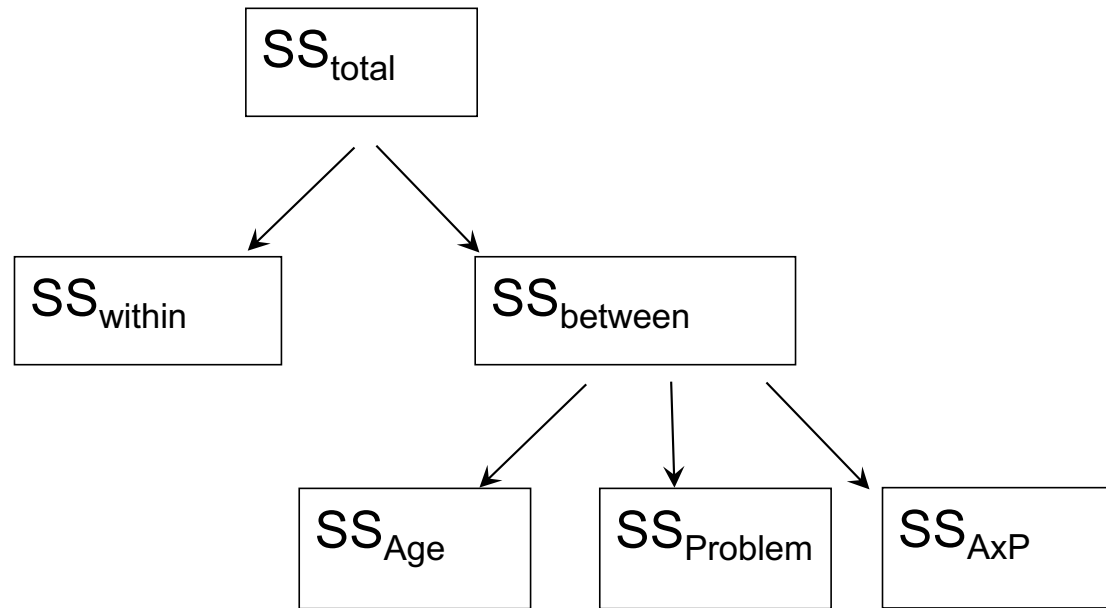 SStotal
SSwithin
SSbetween
SSAge
SSProblem
SSAxP